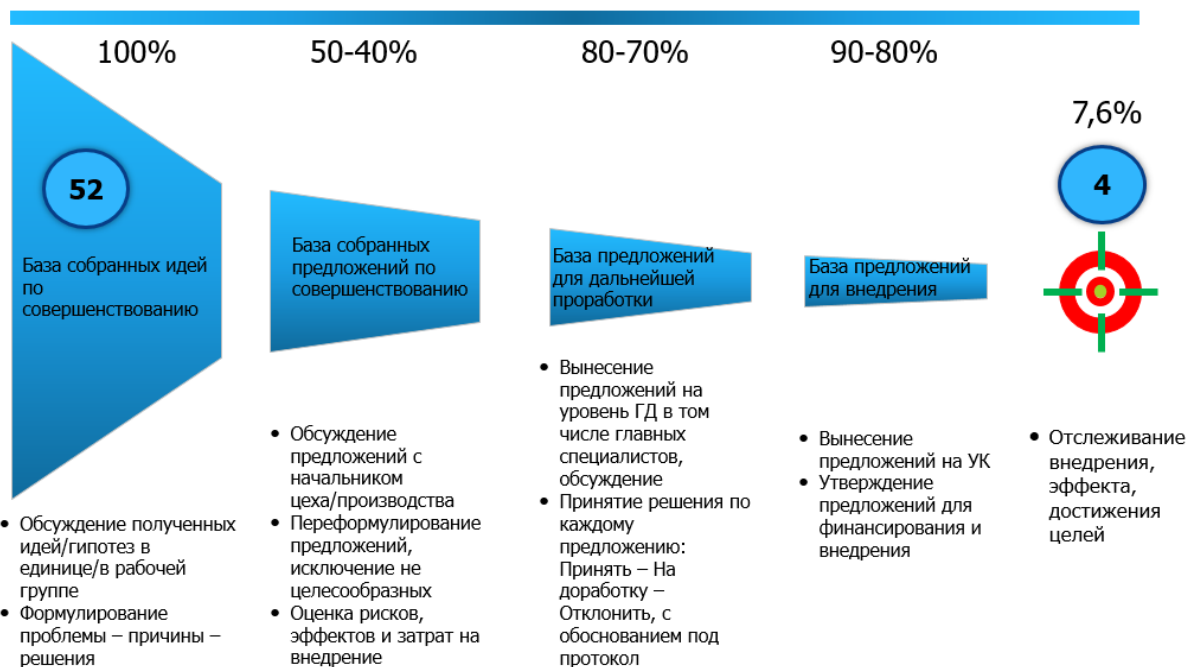 100%
50-40%
80-70%
90-80%
7,6%
52
4
База собранных идей
по
совершенствованию
База собранных
предложений по
совершенствованию
База предложений
для дальнейшей
проработки
База предложений
для внедрения
• Обсуждение полученных
идей/гипотез в
единице/в рабочей
группе
• Формулирование
проблемы – причины –
решения
• Обсуждение
предложений с
начальником
цеха/производства
• Переформулирование
предложений,
исключение не
целесообразных
• Оценка рисков,
эффектов и затрат на
внедрение
• Вынесение
предложений на
уровень ГД в том
числе главных
специалистов,
обсуждение
• Принятие решения по
каждому
предложению:
Принять – На
доработку –
Отклонить, с
обоснованием под
протокол
• Вынесение
предложений на УК
• Утверждение
предложений для
финансирования и
внедрения
• Отслеживание
внедрения,
эффекта,
достижения
целей